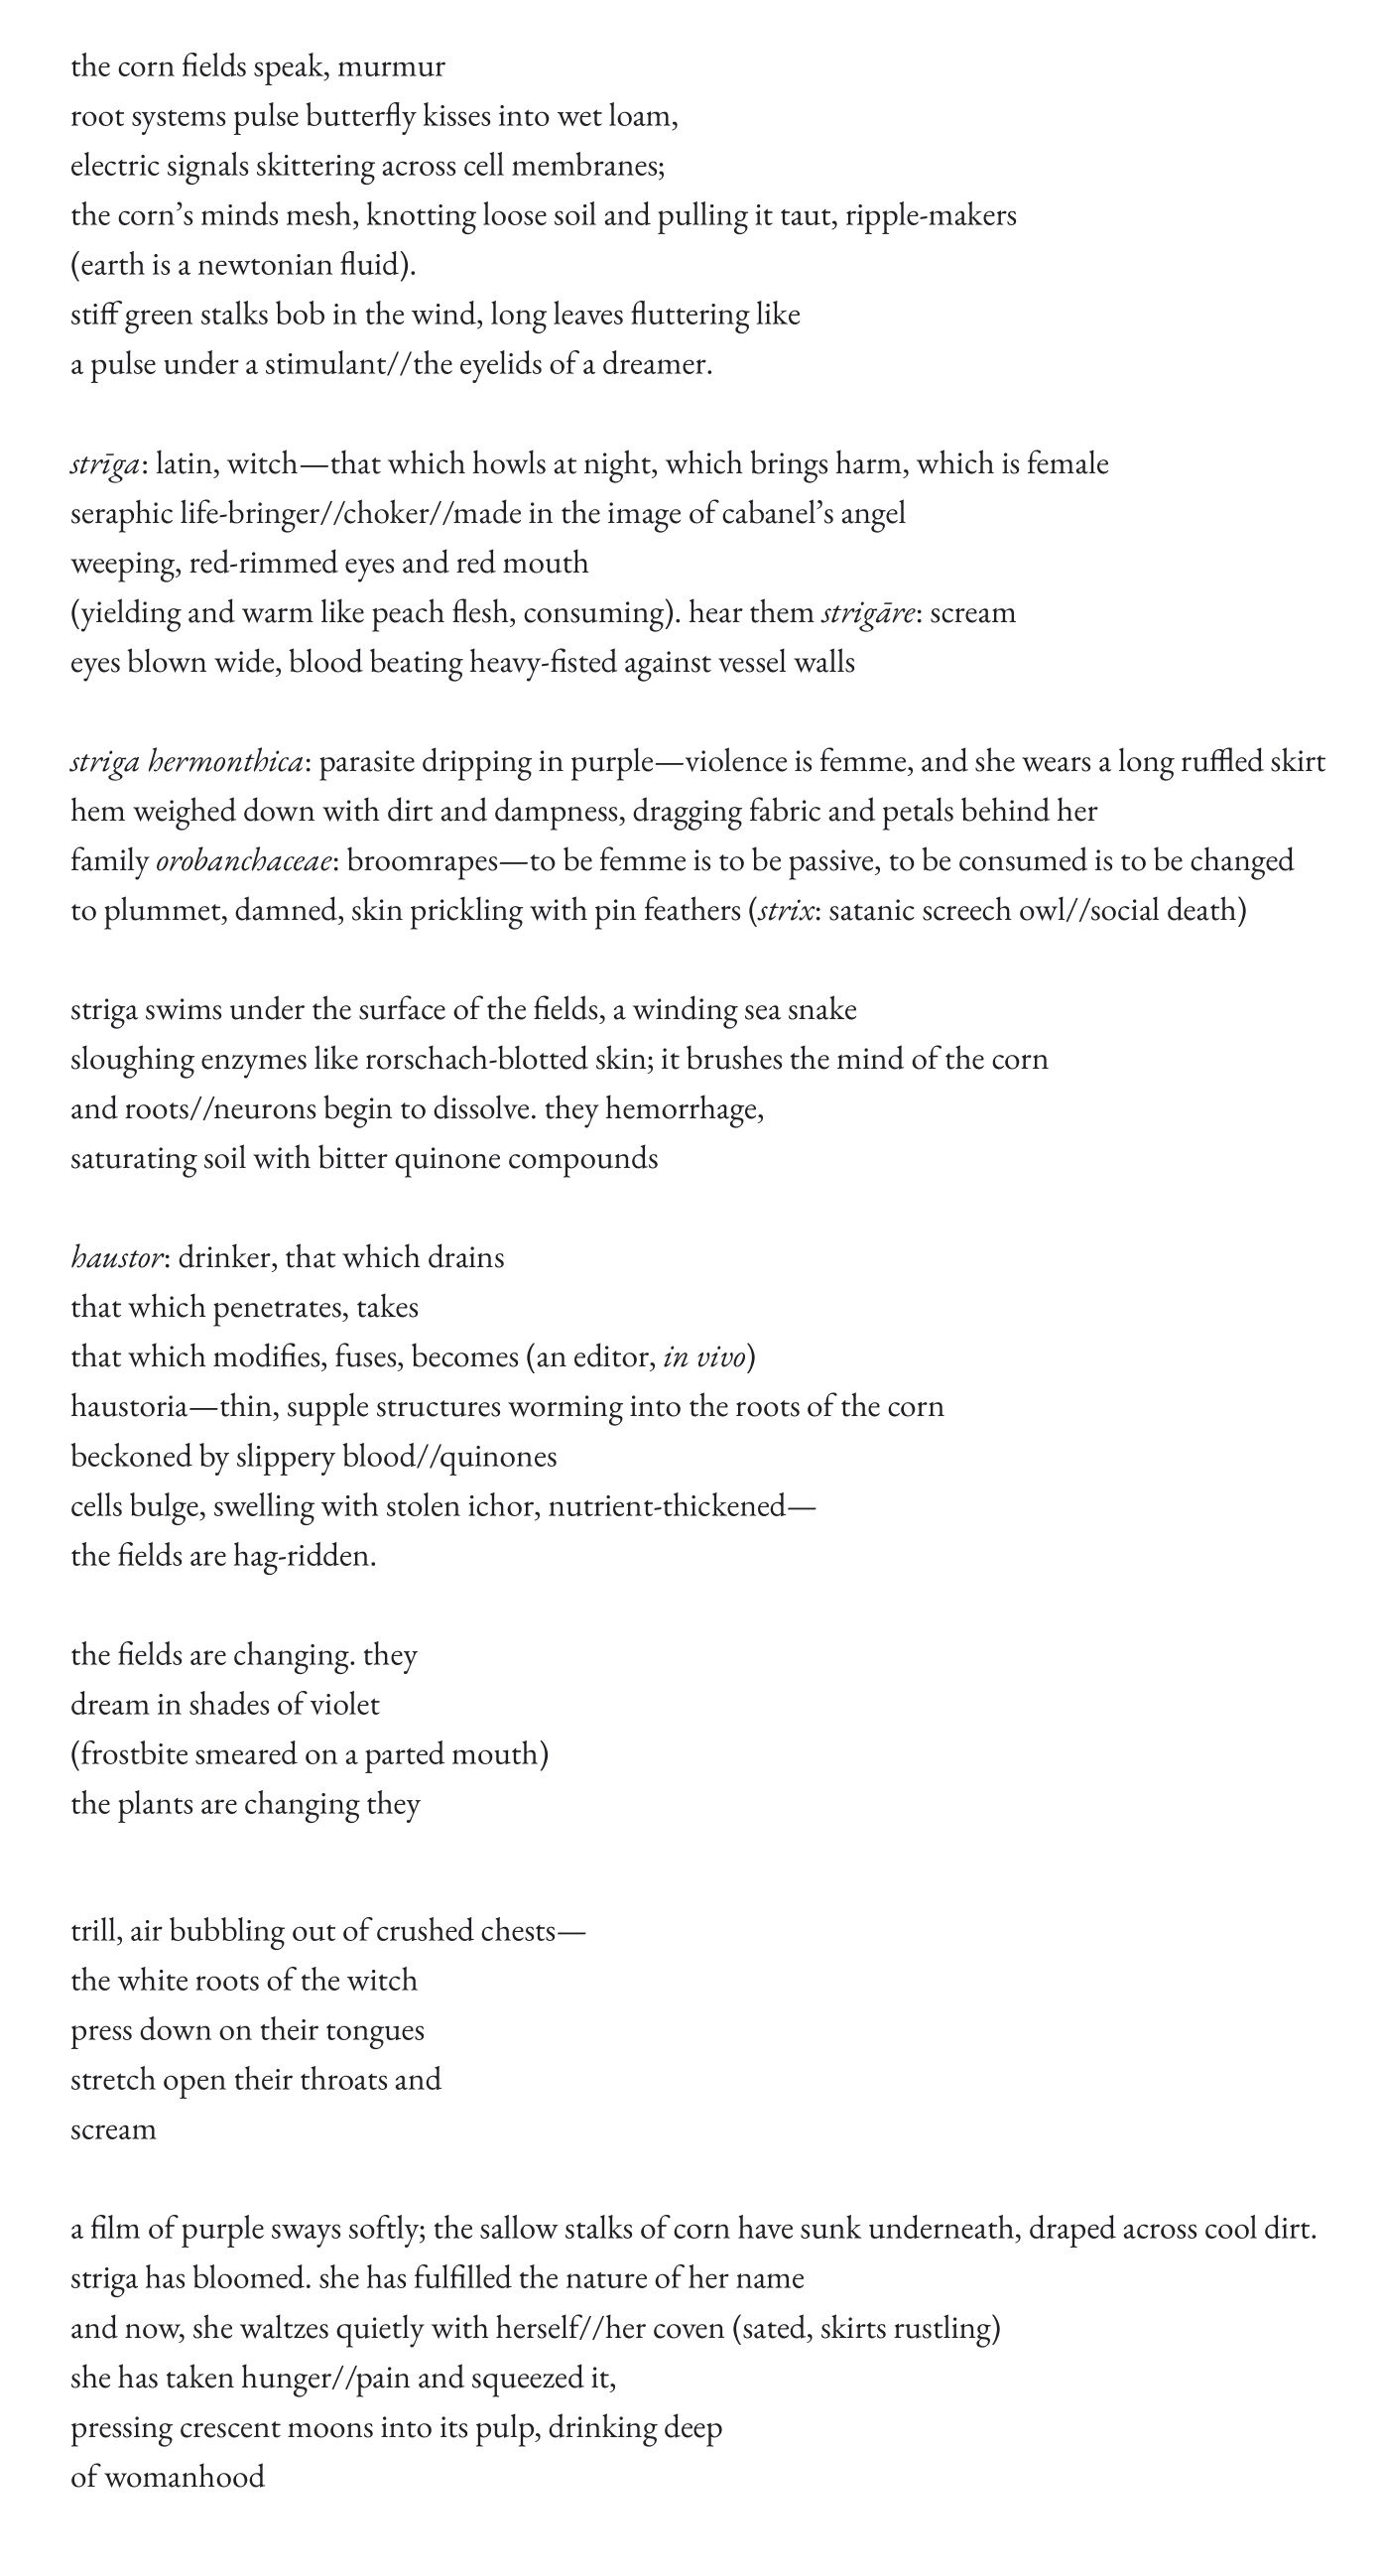 the corn fields speak, murmur
root systems pulse butterfly kisses into wet loam,
electric signals skittering across cell membranes;
the corn’s minds mesh, knotting loose soil and pulling it taut, ripple-makers
(earth is a newtonian fluid).
stiff green stalks bob in the wind, long leaves fluttering like
a pulse under a stimulant//the eyelids of a dreamer.

strīga: latin, witch—that which howls at night, which brings harm, which is female
seraphic life-bringer//choker//made in the image of cabanel’s angel
weeping, red-rimmed eyes and red mouth
(yielding and warm like peach flesh, consuming). hear them strigāre: scream
eyes blown wide, blood beating heavy-fisted against vessel walls

striga hermonthica: parasite dripping in purple—violence is femme, and she wears a long ruffled skirt
hem weighed down with dirt and dampness, dragging fabric and petals behind her
family orobanchaceae: broomrapes—to be femme is to be passive, to be consumed is to be changed
to plummet, damned, skin prickling with pin feathers (strix: satanic screech owl//social death)

striga swims under the surface of the fields, a winding sea snake
sloughing enzymes like rorschach-blotted skin; it brushes the mind of the corn
and roots//neurons begin to dissolve. they hemorrhage,
saturating soil with bitter quinone compounds

haustor: drinker, that which drains
that which penetrates, takes
that which modifies, fuses, becomes (an editor, in vivo)
haustoria—thin, supple structures worming into the roots of the corn
beckoned by slippery blood//quinones
cells bulge, swelling with stolen ichor, nutrient-thickened—
the fields are hag-ridden.

the fields are changing. they
dream in shades of violet
(frostbite smeared on a parted mouth)
the plants are changing they

trill, air bubbling out of crushed chests—
the white roots of the witch
press down on their tongues
stretch open their throats and
scream

a film of purple sways softly; the sallow stalks of corn have sunk underneath, draped across cool dirt.
striga has bloomed. she has fulfilled the nature of her name
and now, she waltzes quietly with herself//her coven (sated, skirts rustling)
she has taken hunger//pain and squeezed it,
pressing crescent moons into its pulp, drinking deep
of womanhood